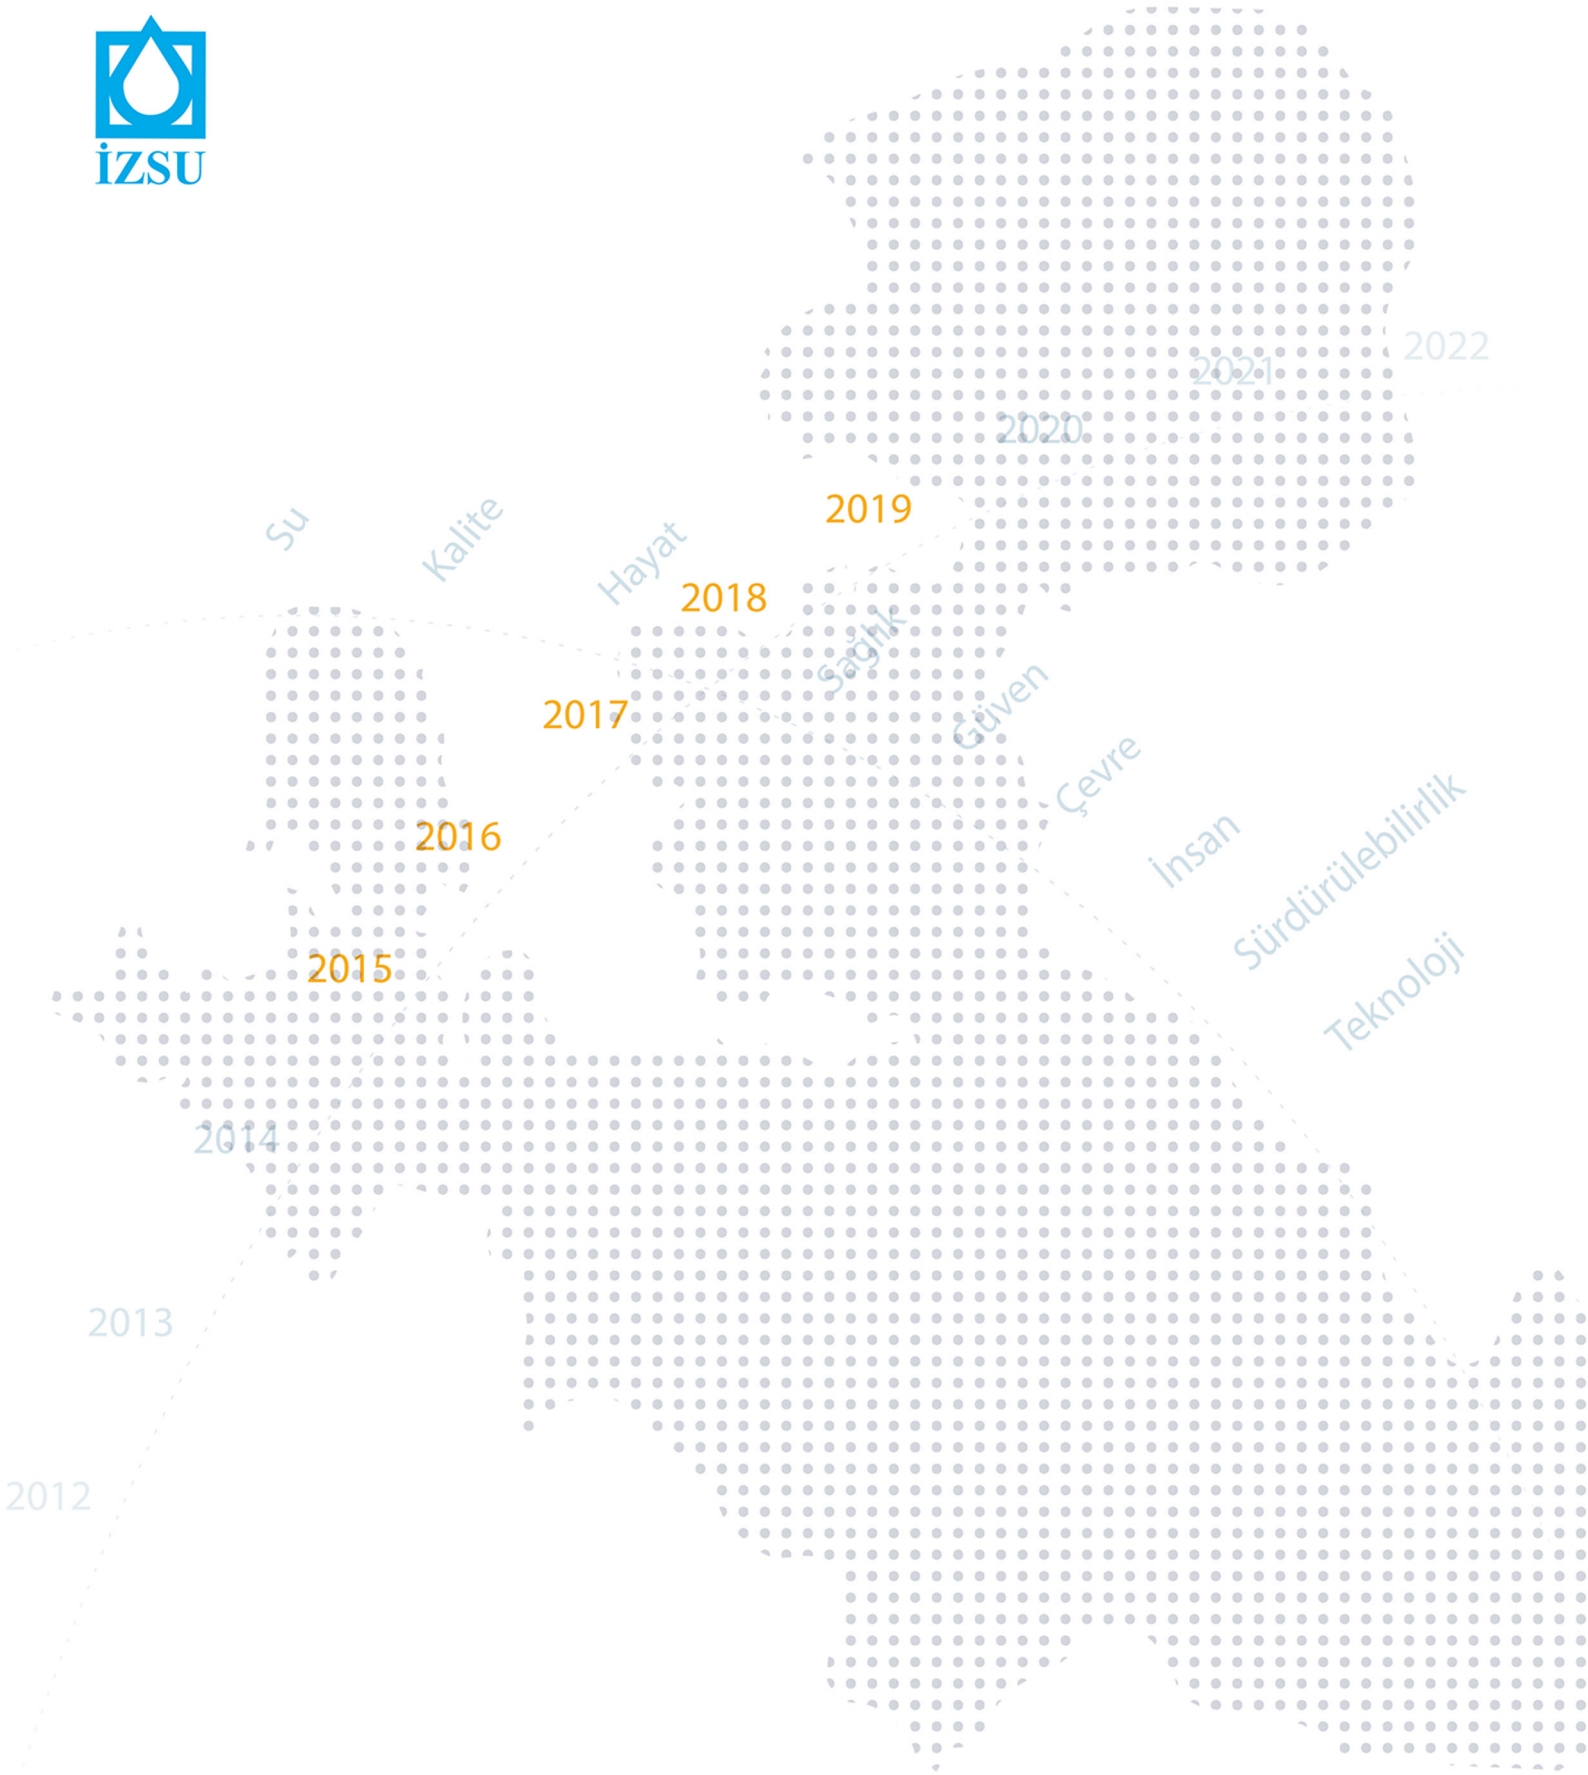 İZSU
2022
2021
2020
2019
Su
Kalite
Hayat
2018
Sağlık
Güven
2017
Çevre
İnsan
2016
Sürdürülebilirlik
Teknoloji
2015
2014
2013
2012